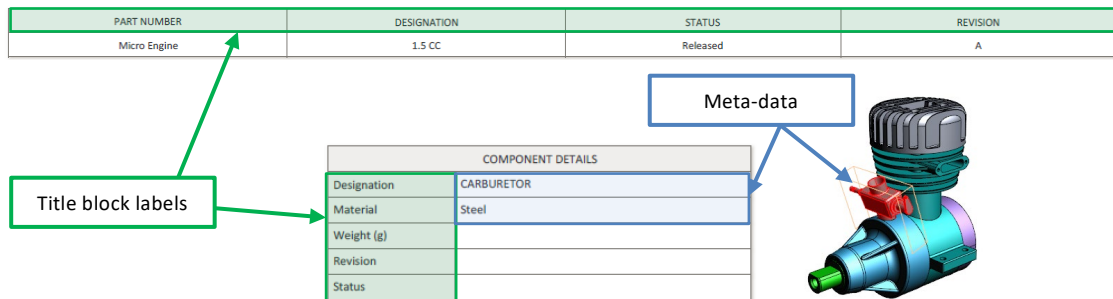 PART NUMBER DESIGNATION STATUS REVISION
Micro Engine 1.5 CC Released A
Meta-data
COMPONENT DETAILS
Designation CARBURETOR
Title block labels
Material Steel
Weight (g)
Revision
Status